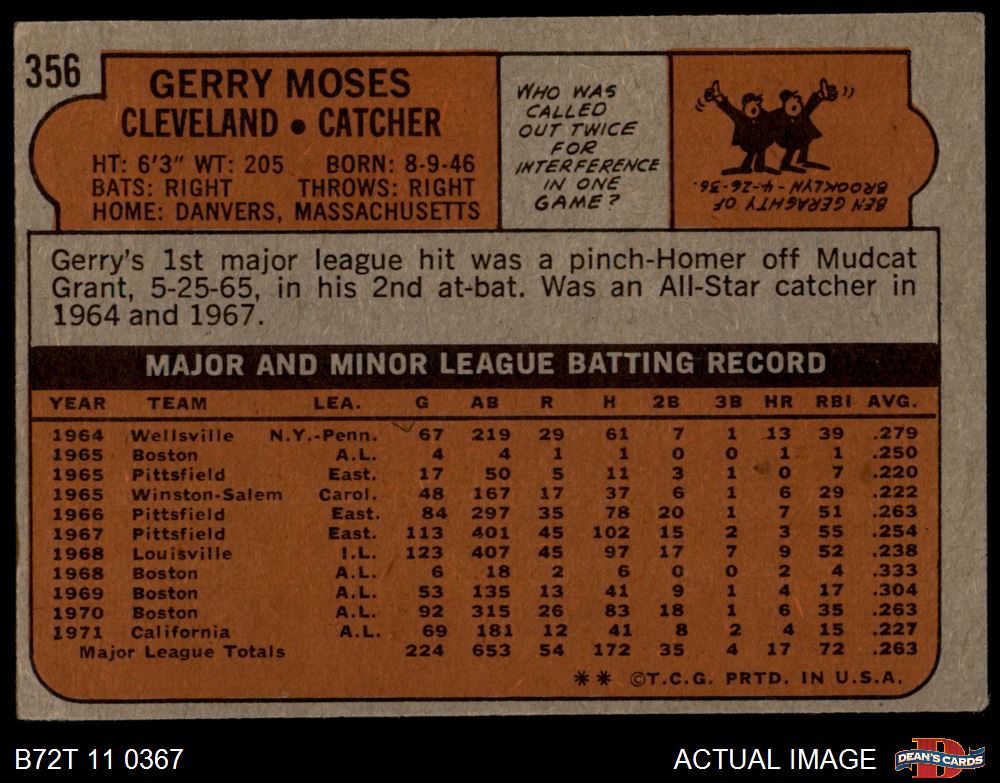 356
GERRY MOSES
CLEVELAND • CATCHER
HT: 6'3" WT: 205 BORN: 8-9-46
BATS: RIGHT THROWS: RIGHT
HOME: DANVERS, MASSACHUSETTS
WHO WAS
CALLED
OUT TWICE
FOR
INTERFERENCE
IN ONE
GAME?
BEN GERAGHTY OF
BROOKLYN - 4-26-36.
Gerry's 1st major league hit was a pinch-Homer off Mudcat
Grant, 5-25-65, in his 2nd at-bat. Was an All-Star catcher in
1964 and 1967.
MAJOR AND MINOR LEAGUE BATTING RECORD
YEAR TEAM LEA. G AB R H 2B 3B HR RBI AVG.
1964 Wellsville N.Y.-Penn. 67 219 29 61 7 1 13 39 .279
1965 Boston A.L. 4 4 1 1 0 0 1 1 .250
1965 Pittsfield East. 17 50 5 11 3 1 0 7 .220
1965 Winston-Salem Carol. 48 167 17 37 6 1 6 29 .222
1966 Pittsfield East. 84 297 35 78 20 1 7 51 .263
1967 Pittsfield East. 113 401 45 102 15 2 3 55 .254
1968 Louisville I.L. 123 407 45 97 17 7 9 52 .238
1968 Boston A.L. 6 18 2 6 0 0 2 4 .333
1969 Boston A.L. 53 135 13 41 9 1 4 17 .304
1970 Boston A.L. 92 315 26 83 18 1 6 35 .263
1971 California A.L. 69 181 12 41 8 2 4 15 .227
Major League Totals 224 653 54 172 35 4 17 72 .263
** ©T.C.G. PRTD. IN U.S.A.
B72T 11 0367
ACTUAL IMAGE
DEAN'S CARDS